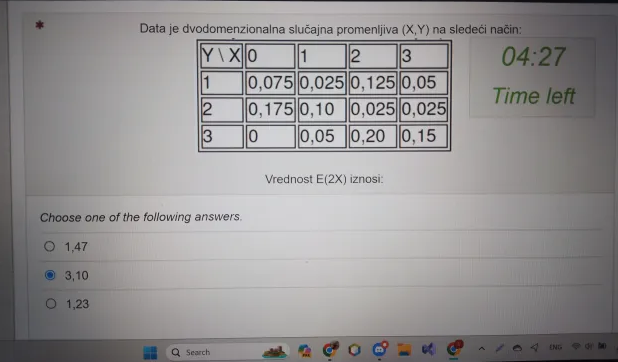 *
Data je dvodomenzionalna slučajna promenljiva (X,Y) na sledeći način:
Y \ X 0 1 2 3
1 0,075 0,025 0,125 0,05
2 0,175 0,10 0,025 0,025
3 0 0,05 0,20 0,15
04:27
Time left
Vrednost E(2X) iznosi:
Choose one of the following answers.
1,47
3,10
1,23
Search
ENG